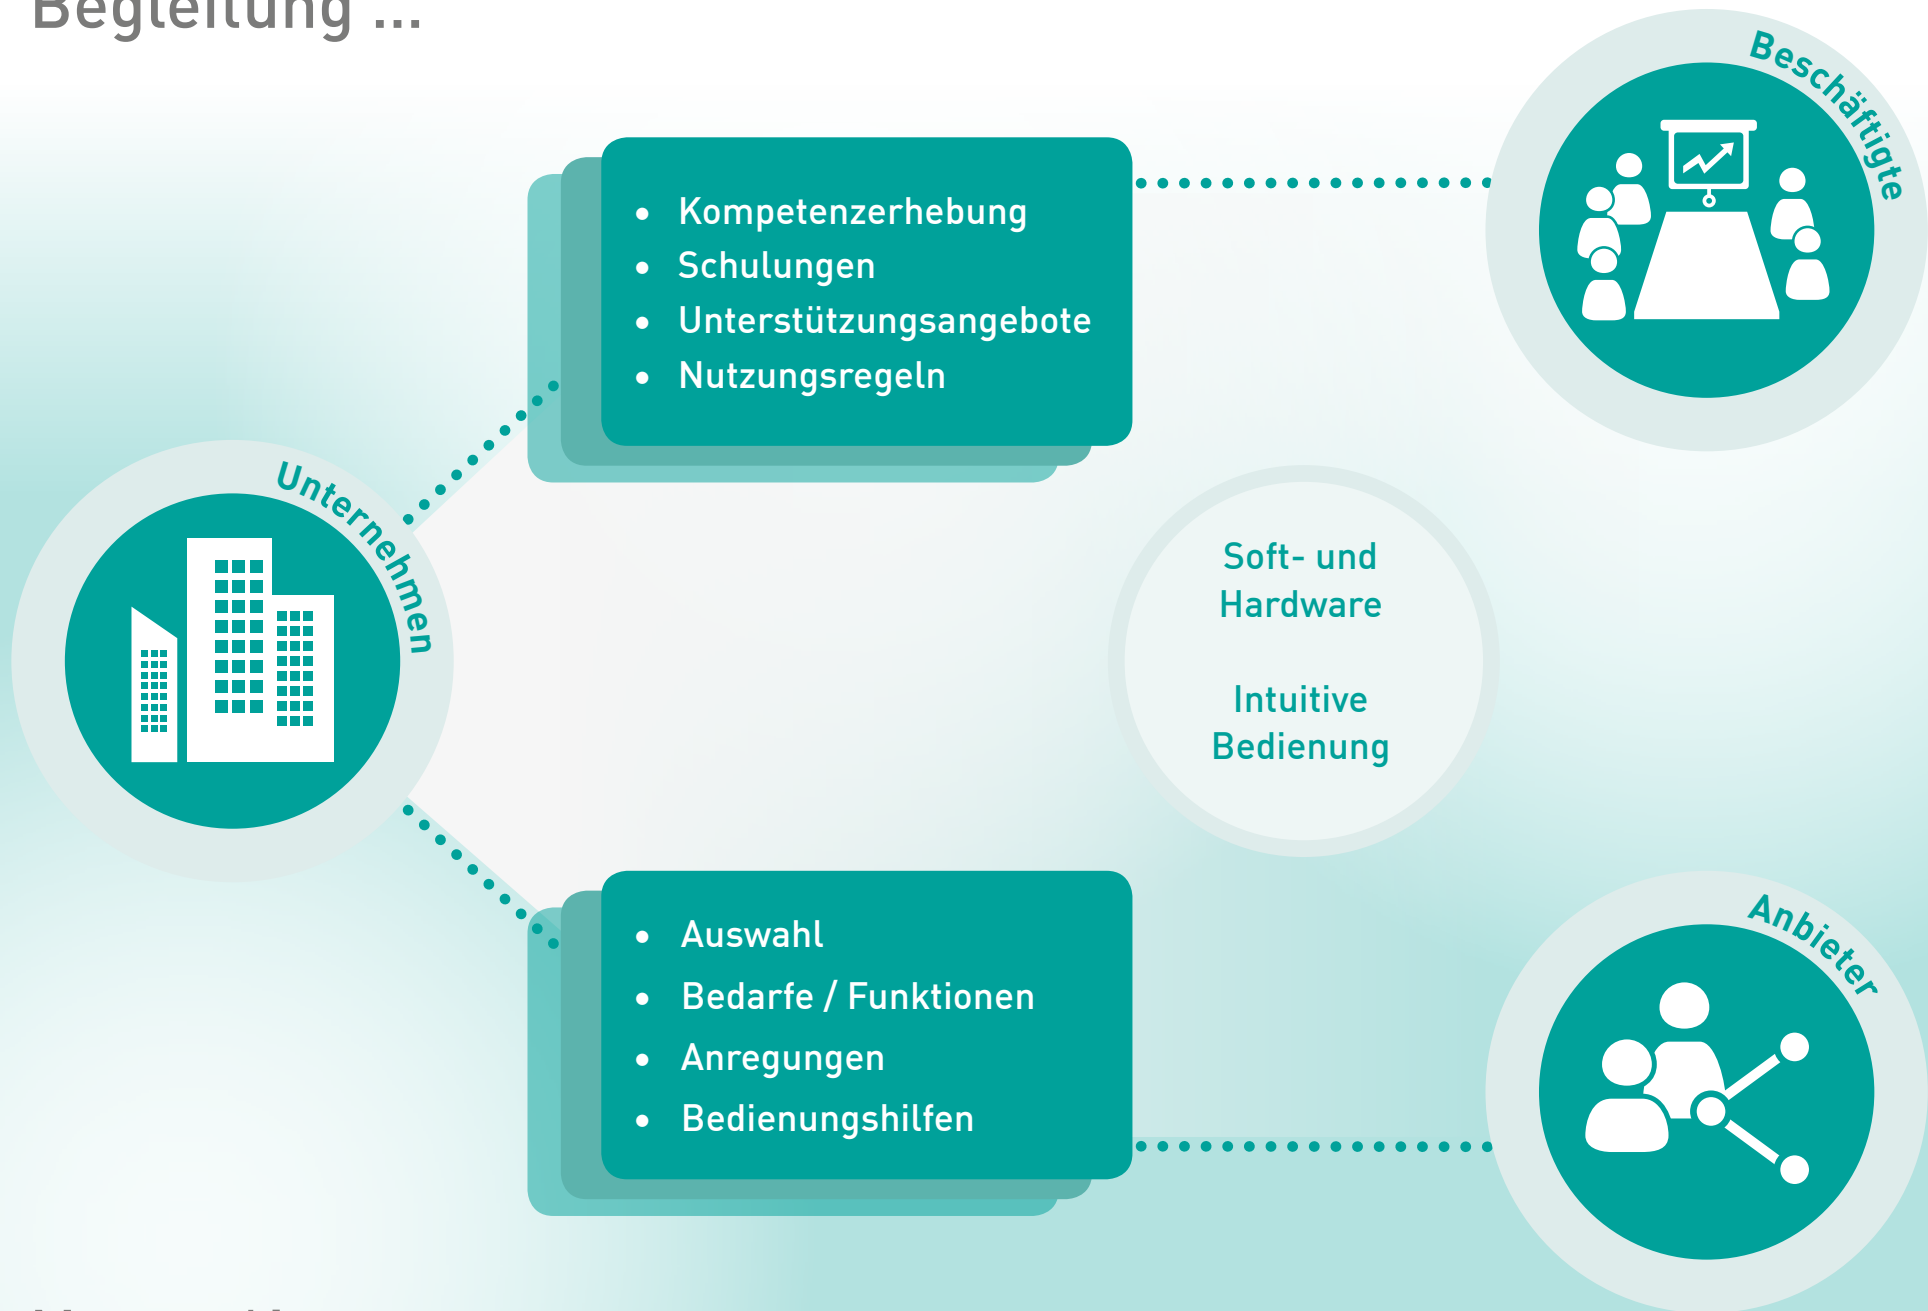 Begleitung ...
Beschäftigte
• Kompetenzerhebung
• Schulungen
• Unterstützungsangebote
• Nutzungsregeln
Unternehmen
Soft- und
Hardware
Intuitive
Bedienung
• Auswahl
• Bedarfe / Funktionen
• Anregungen
• Bedienungshilfen
Anbieter